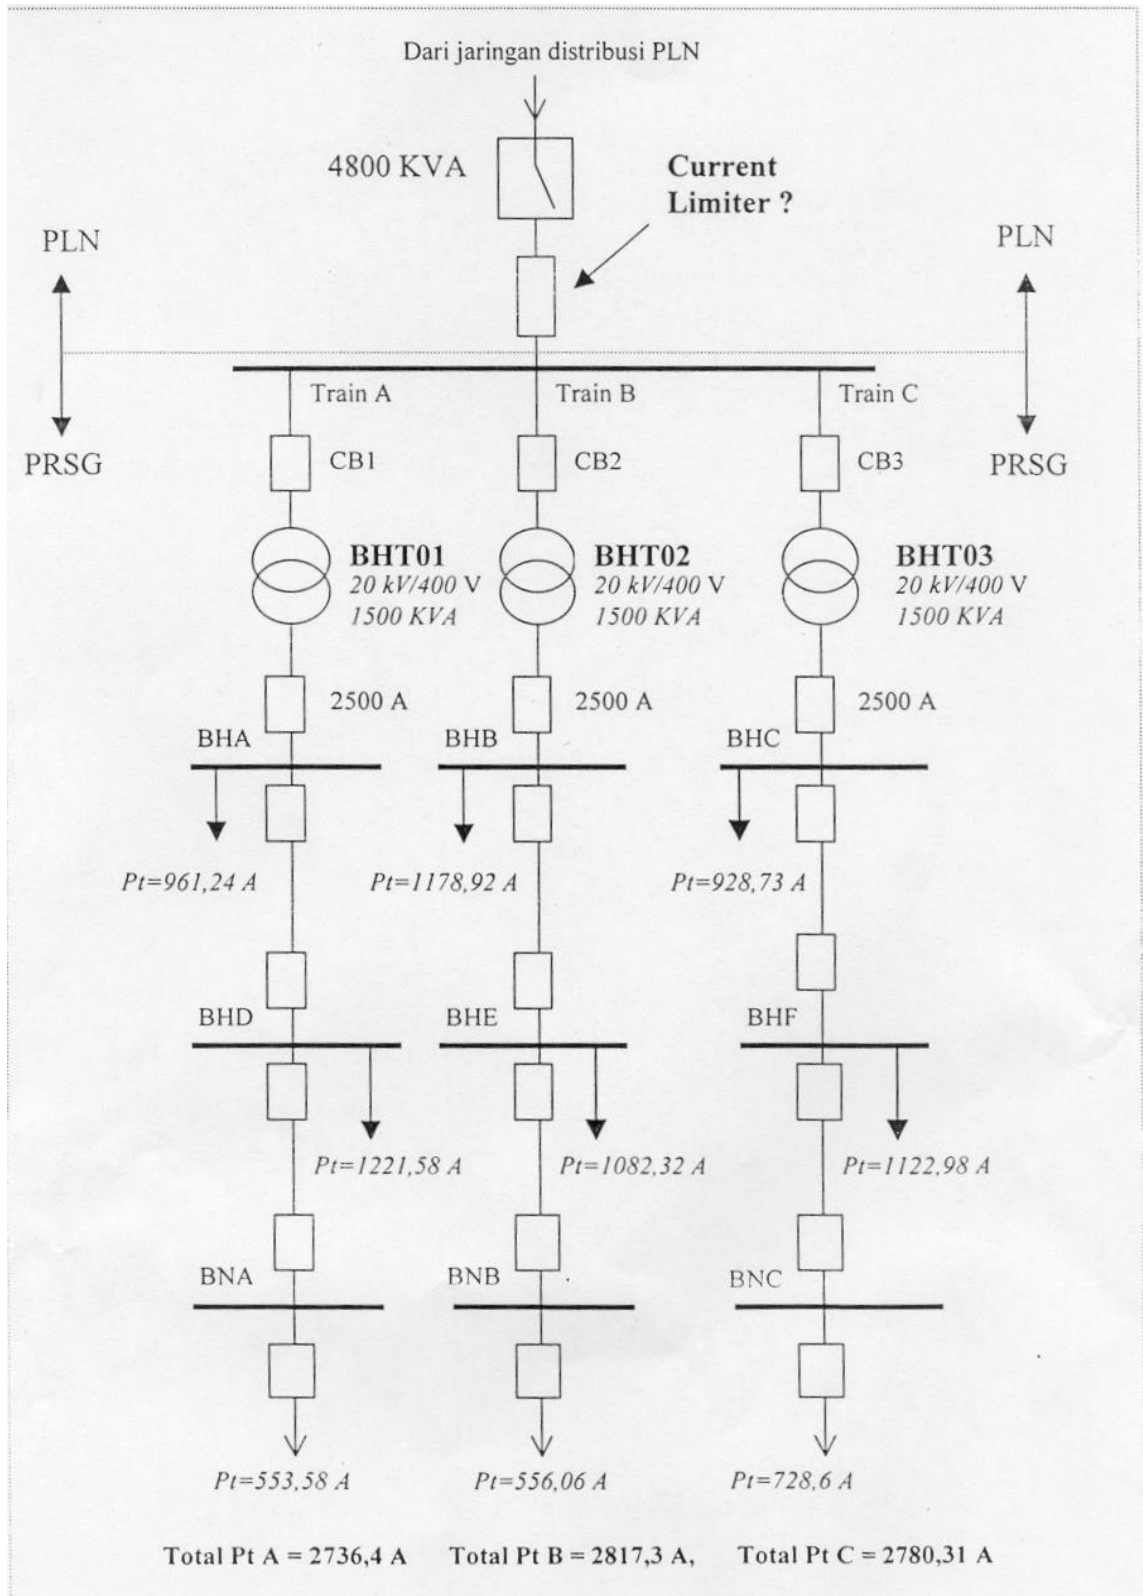 Dari jaringan distribusi PLN
4800 KVA
Current
Limiter ?
PLN
PLN
PRSG
PRSG
Train A
Train B
Train C
CB1
CB2
CB3
BHT01
20 kV/400 V
1500 KVA
BHT02
20 kV/400 V
1500 KVA
BHT03
20 kV/400 V
1500 KVA
2500 A
2500 A
2500 A
BHA
BHB
BHC
Pt=961,24 A
Pt=1178,92 A
Pt=928,73 A
BHD
BHE
BHF
Pt=1221,58 A
Pt=1082,32 A
Pt=1122,98 A
BNA
BNB
BNC
Pt=553,58 A
Pt=556,06 A
Pt=728,6 A
Total Pt A = 2736,4 A
Total Pt B = 2817,3 A,
Total Pt C = 2780,31 A